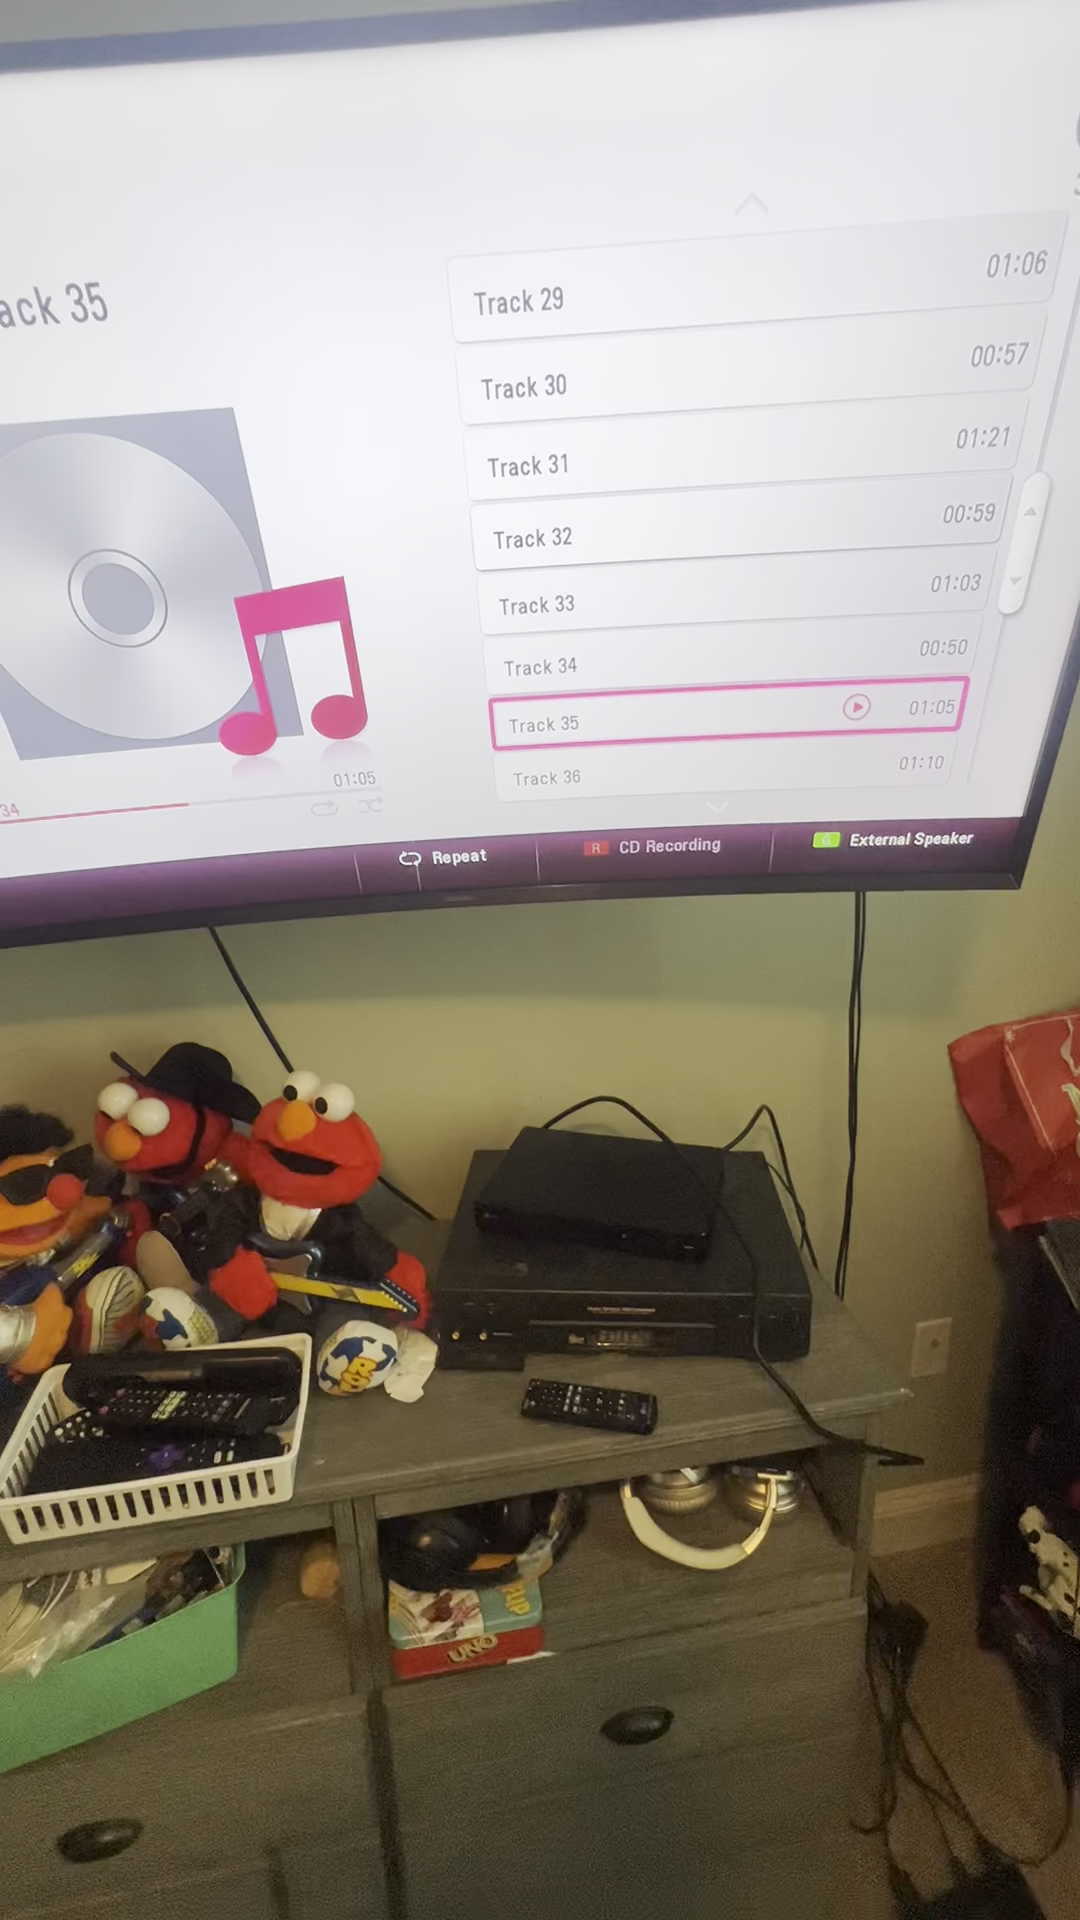 ack 35
Track 29 01:06
Track 30 00:57
Track 31 01:21
Track 32 00:59
Track 33 01:03
Track 34 00:50
Track 35 01:05
Track 36 01:10
34 01:05
Repeat
R CD Recording
G External Speaker
UNO